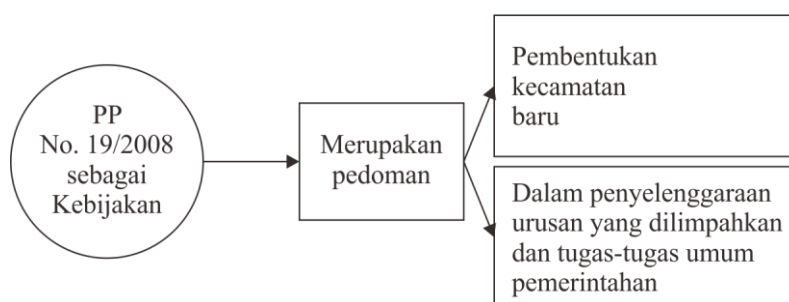 PP
No. 19/2008
sebagai
Kebijakan
Merupakan
pedoman
Pembentukan
kecamatan
baru
Dalam penyelenggaraan
urusan yang dilimpahkan
dan tugas-tugas umum
pemerintahan